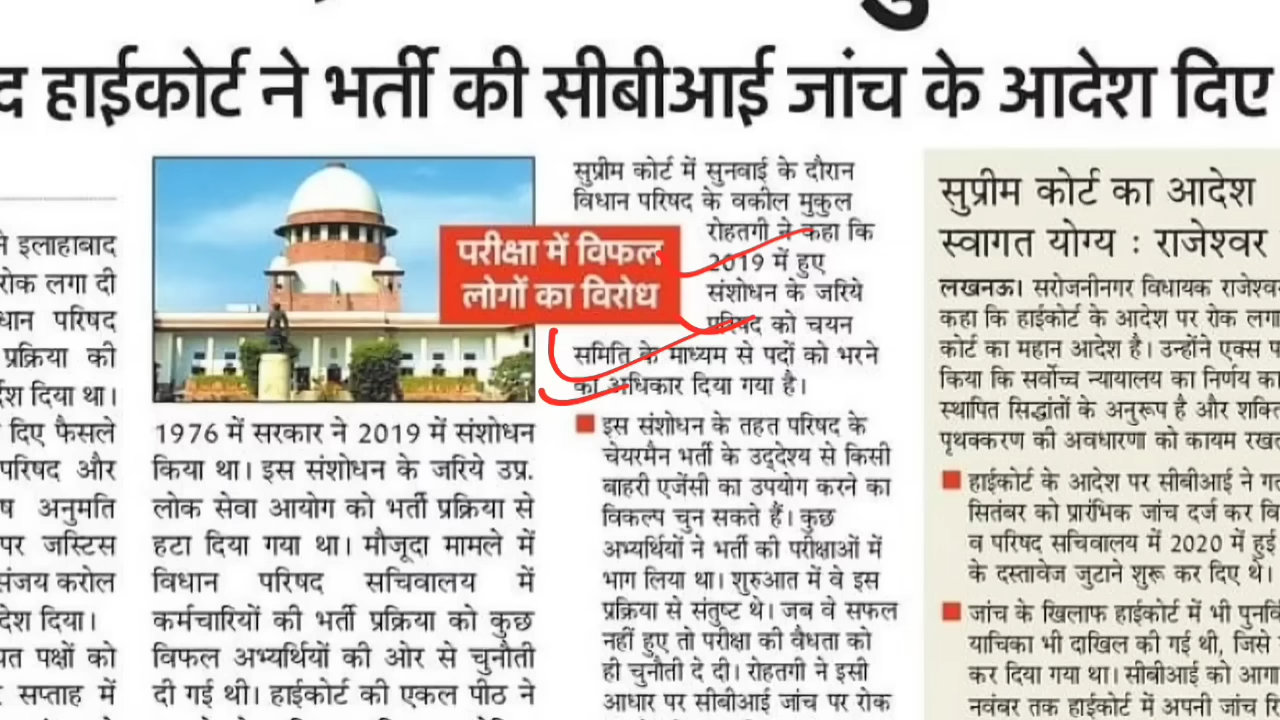 हाईकोर्ट ने भर्ती की सीबीआई जांच के आदेश दिए
इलाहाबाद
रोक लगा दी
परिषद
प्रक्रिया की
दिया था।
दिए फैसले
परिषद और
अनुमति
पर जस्टिस
संजय करोल
दिया।
पक्षों को
सप्ताह में
परीक्षा में विफल
लोगों का विरोध
1976 में सरकार ने 2019 में संशोधन
किया था। इस संशोधन के जरिये उप्र.
लोक सेवा आयोग को भर्ती प्रक्रिया से
हटा दिया गया था। मौजूदा मामले में
विधान परिषद सचिवालय में
कर्मचारियों की भर्ती प्रक्रिया को कुछ
विफल अभ्यर्थियों की ओर से चुनौती
दी गई थी। हाईकोर्ट की एकल पीठ ने
सुप्रीम कोर्ट में सुनवाई के दौरान
विधान परिषद के वकील मुकुल
रोहतगी ने कहा कि
2019 में हुए
संशोधन के जरिये
परिषद को चयन
समिति के माध्यम से पदों को भरने
का अधिकार दिया गया है।
इस संशोधन के तहत परिषद के
चेयरमैन भर्ती के उद्देश्य से किसी
बाहरी एजेंसी का उपयोग करने का
विकल्प चुन सकते हैं। कुछ
अभ्यर्थियों ने भर्ती की परीक्षाओं में
भाग लिया था। शुरुआत में वे इस
प्रक्रिया से संतुष्ट थे। जब वे सफल
नहीं हुए तो परीक्षा की वैधता को
ही चुनौती दे दी। रोहतगी ने इसी
आधार पर सीबीआई जांच पर रोक
सुप्रीम कोर्ट का आदेश
स्वागत योग्य : राजेश्वर
लखनऊ। सरोजनीनगर विधायक
कहा कि हाईकोर्ट के आदेश पर रोक
कोर्ट का महान आदेश है। उन्होंने एक्स
किया कि सर्वोच्च न्यायालय का निर्णय
स्थापित सिद्धांतों के अनुरूप है और
पृथक्करण की अवधारणा को कायम
हाईकोर्ट के आदेश पर सीबीआई ने
सितंबर को प्रारंभिक जांच दर्ज कर
व परिषद सचिवालय में 2020 में हुई
के दस्तावेज जुटाने शुरू कर दिए थे।
जांच के खिलाफ हाईकोर्ट में भी
याचिका भी दाखिल की गई थी, जिसे
कर दिया गया था। सीबीआई को
नवंबर तक हाईकोर्ट में अपनी जांच